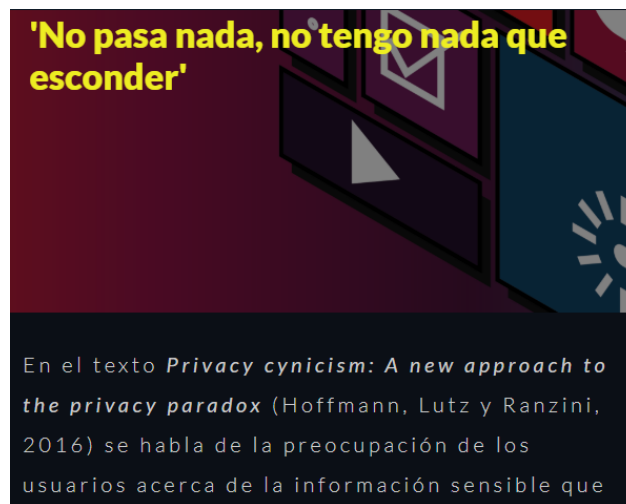 'No pasa nada, no tengo nada que
esconder'
En el texto Privacy cynicism: A new approach to
the privacy paradox (Hoffmann, Lutz y Ranzini,
2016) se habla de la preocupación de los
usuarios acerca de la información sensible que